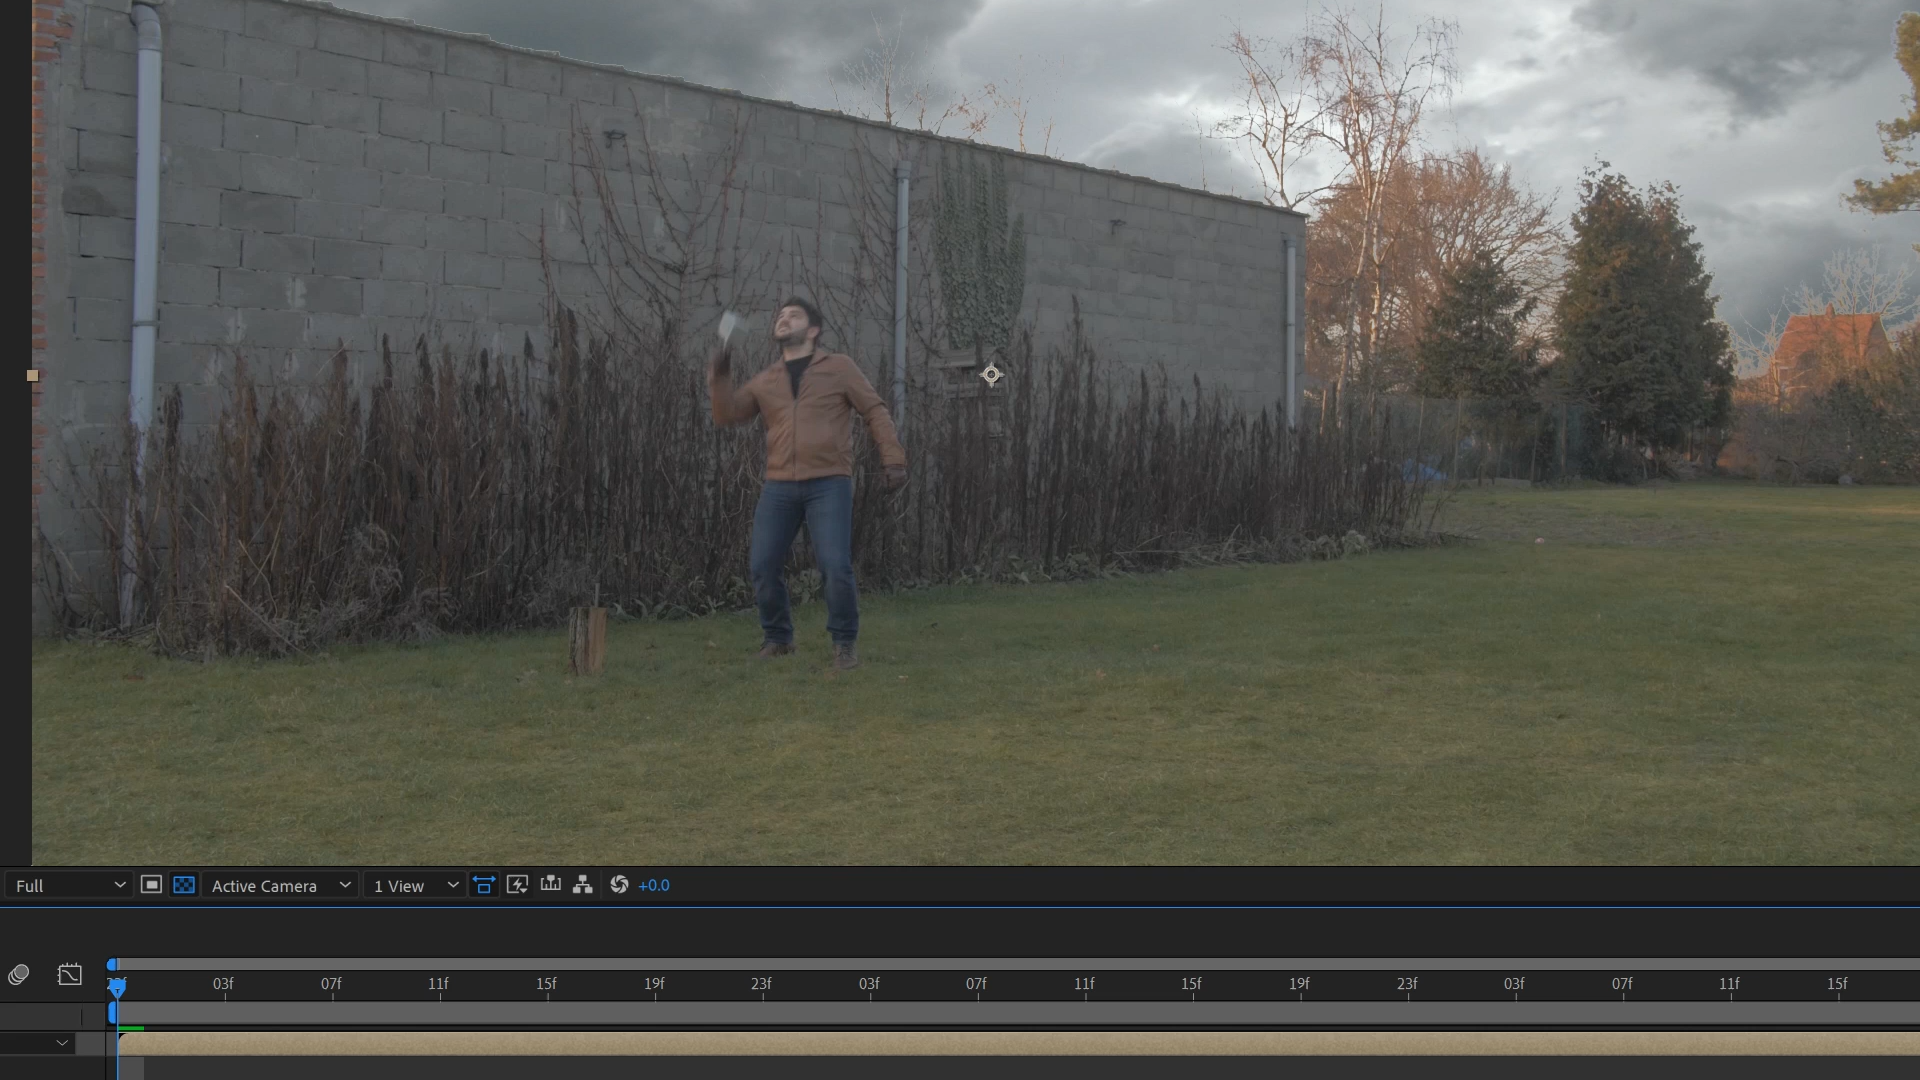 Full
Active Camera
1 View
+0.0
03f 07f 11f 15f 19f 23f 03f 07f 11f 15f 19f 23f 03f 07f 11f 15f